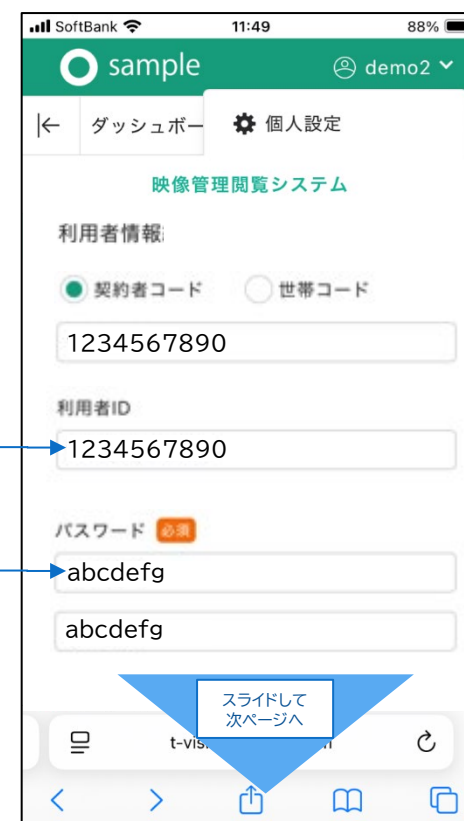 SoftBank 11:49 88%
sample demo2
ダッシュボー 個人設定
映像管理閲覧システム
利用者情報
契約者コード 世帯コード
1234567890
利用者ID
1234567890
パスワード 必須
abcdefg
abcdefg
スライドして
次ページへ
t-vis